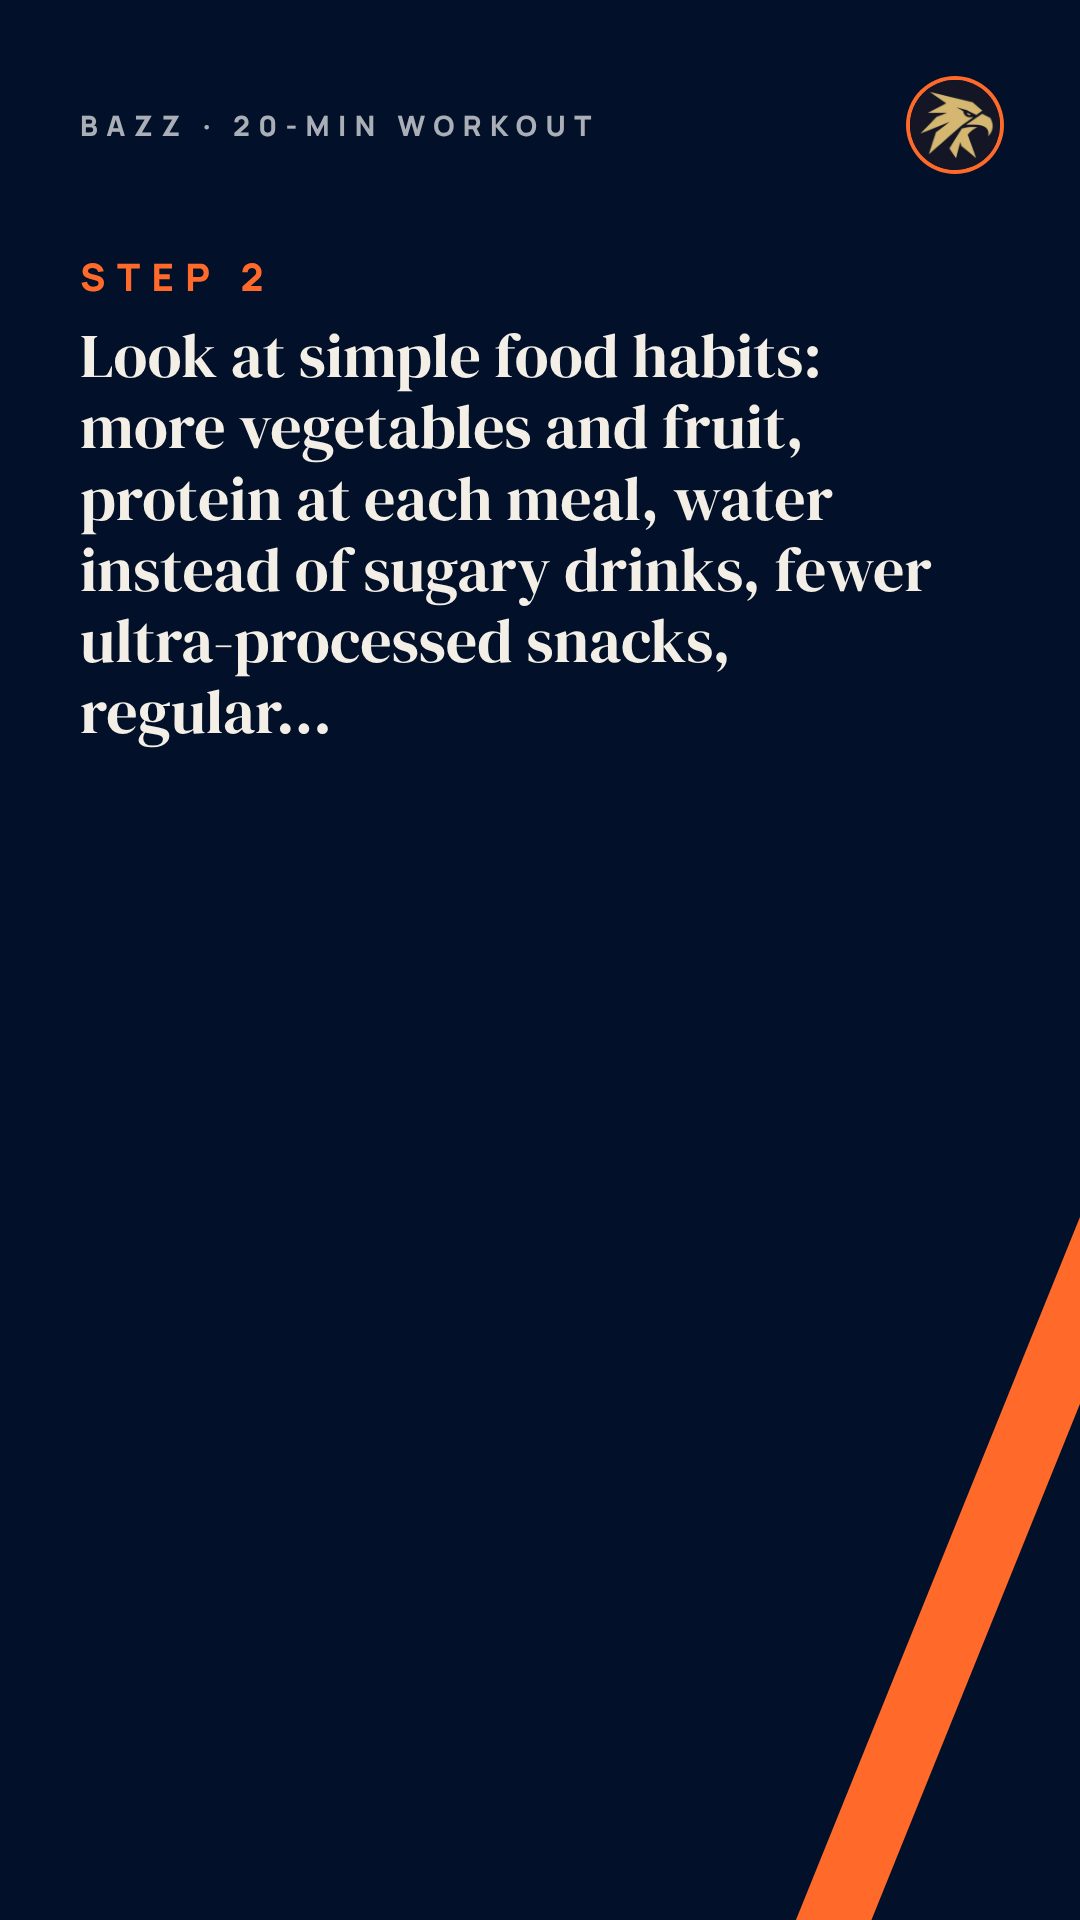 BAZZ · 20-MIN WORKOUT
STEP 2
Look at simple food habits:
more vegetables and fruit,
protein at each meal, water
instead of sugary drinks, fewer
ultra-processed snacks,
regular...